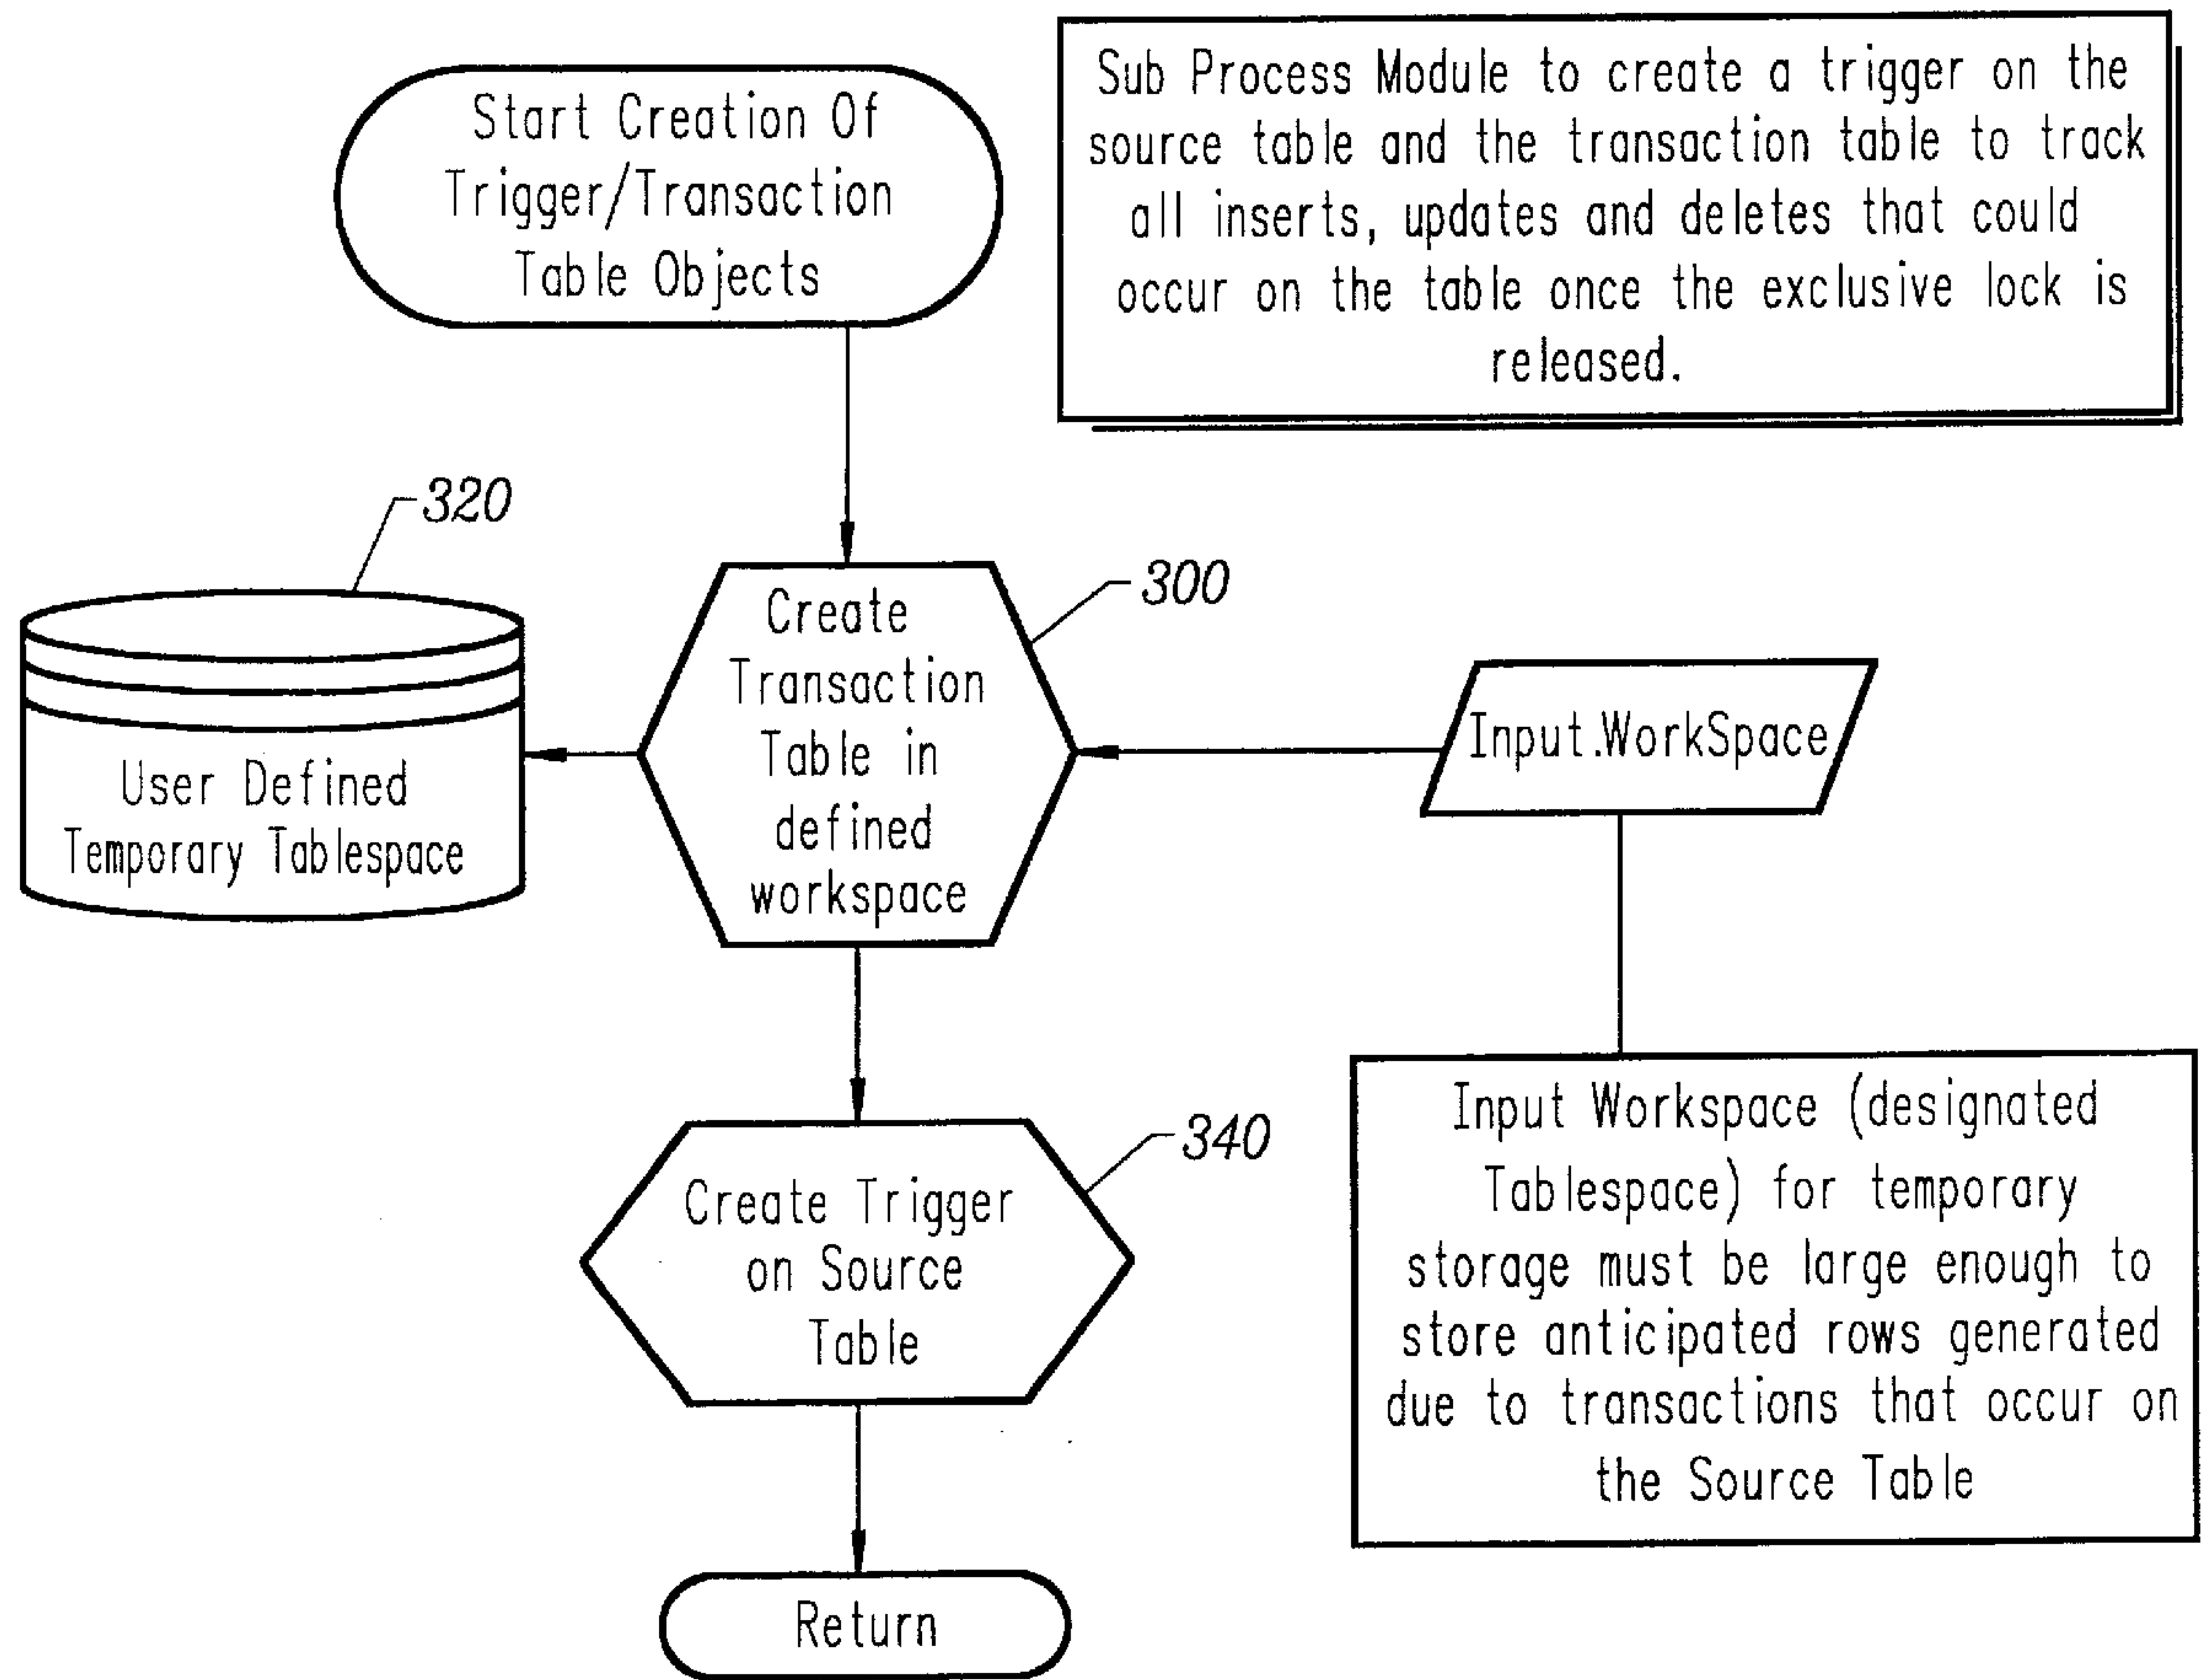 Start Creation Of
Trigger/Transaction
Table Objects
Sub Process Module to create a trigger on the
source table and the transaction table to track
all inserts, updates and deletes that could
occur on the table once the exclusive lock is
released.
320
300
User Defined
Temporary Tablespace
Create
Transaction
Table in
defined
workspace
Input.WorkSpace
340
Create Trigger
on Source
Table
Input Workspace (designated
Tablespace) for temporary
storage must be large enough to
store anticipated rows generated
due to transactions that occur on
the Source Table
Return